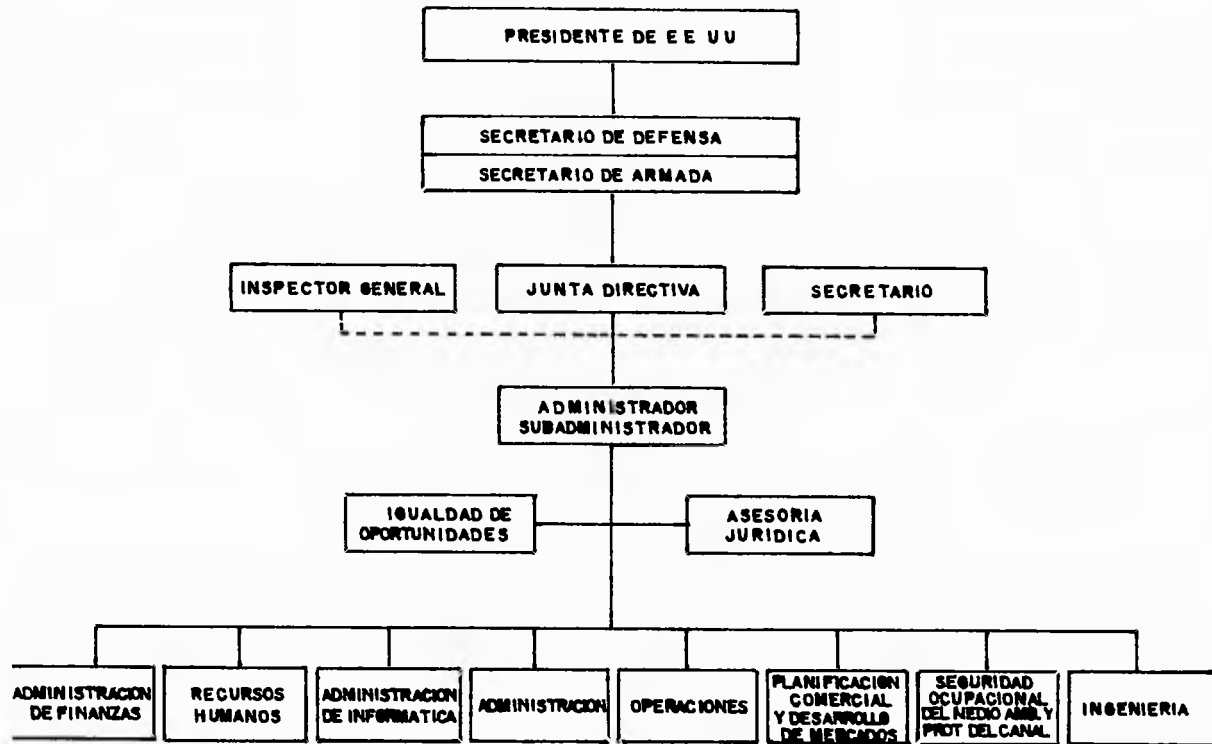 PRESIDENTE DE E E U U
SECRETARIO DE DEFENSA
SECRETARIO DE ARMADA
INSPECTOR GENERAL
JUNTA DIRECTIVA
SECRETARIO
ADMINISTRADOR
SUBADMINISTRADOR
IGUALDAD DE
OPORTUNIDADES
ASESORIA
JURIDICA
ADMINISTRACION
DE FINANZAS
RECURSOS
HUMANOS
ADMINISTRACION
DE INFORMATICA
ADMINISTRACION
OPERACIONES
PLANIFICACION
COMERCIAL
Y DESARROLLO
DE MERCADOS
SEGURIDAD
OCUPACIONAL
DEL MEDIO AMB. Y
PROT DEL CANAL
INGENIERIA